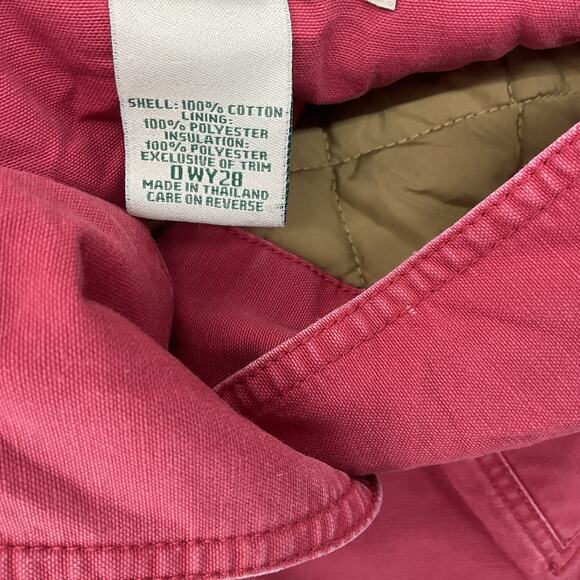 SHELL: 100% COTTON
LINING:
100% POLYESTER
INSULATION:
100% POLYESTER
EXCLUSIVE OF TRIM
0WY28
MADE IN THAILAND
CARE ON REVERSE